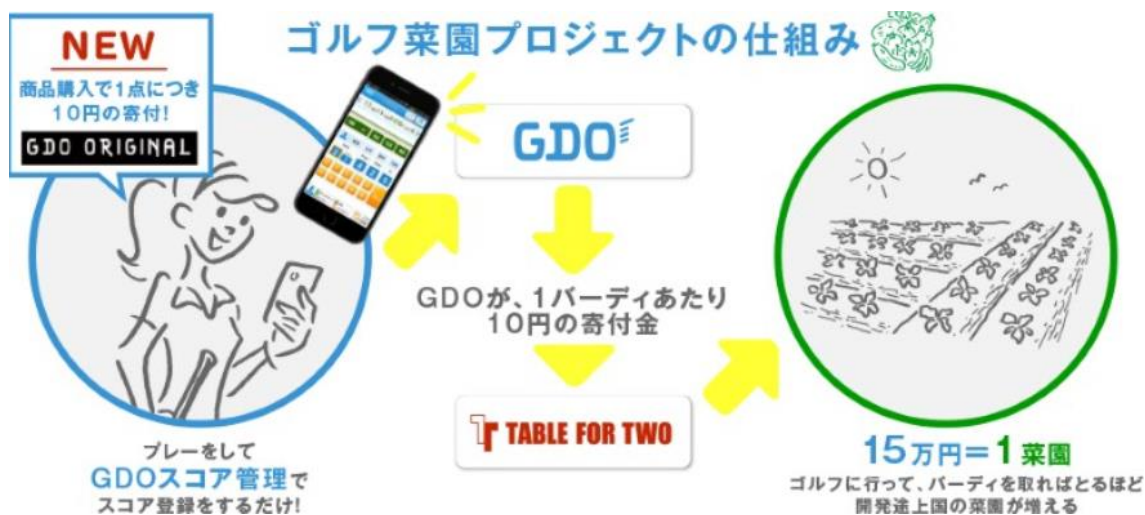 NEW
商品購入で1点につき
10円の寄付!
GDO ORIGINAL
ゴルフ菜園プロジェクトの仕組み
GDO
GDOが、1バーディあたり
10円の寄付金
TABLE FOR TWO
プレーをして
GDOスコア管理で
スコア登録をするだけ!
15万円=1菜園
ゴルフに行って、バーディを取ればとるほど
開発途上国の菜園が増える